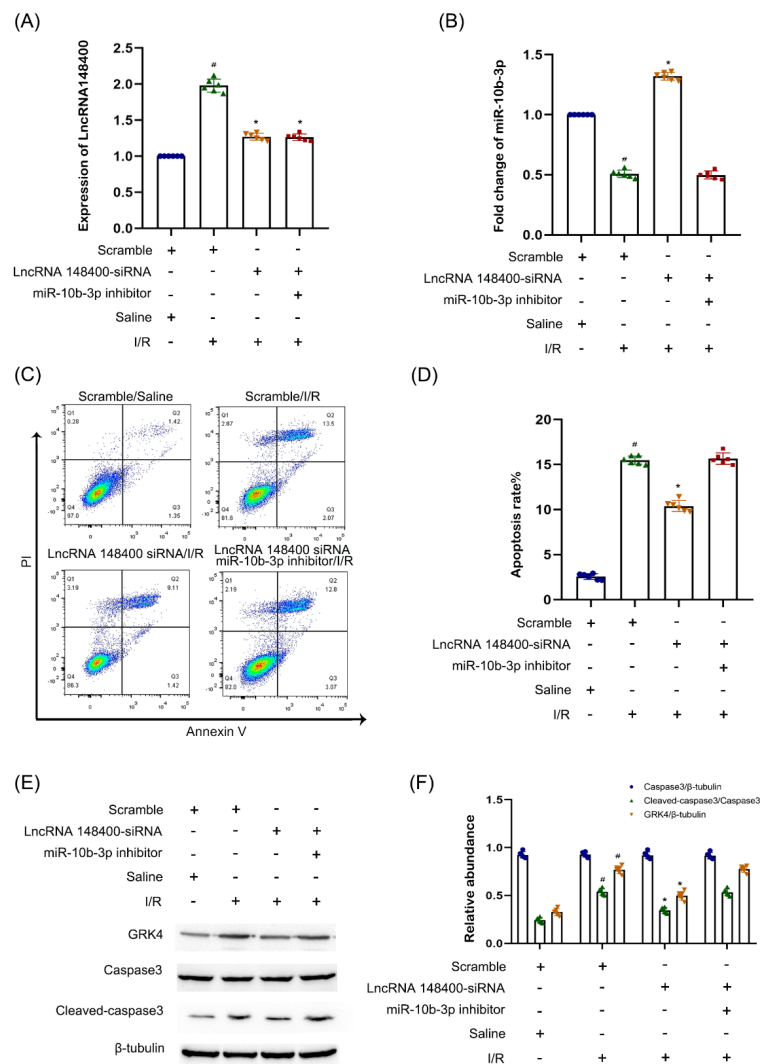 (A)
Expression of LncRNA148400
2.5
2.0
1.5
1.0
0.5
0.0
#
*
*
Scramble + + - -
LncRNA 148400-siRNA - - + +
miR-10b-3p inhibitor - - - +
Saline + - - -
I/R - + + +
(B)
Fold change of miR-10b-3p
1.5
1.0
0.5
0.0
#
*
Scramble + + - -
LncRNA 148400-siRNA - - + +
miR-10b-3p inhibitor - - - +
Saline + - - -
I/R - + + +
(C)
PI
Scramble/Saline
Q1
0.28
Q2
1.42
Q4
97.0
Q3
1.35
Scramble/I/R
Q1
2.87
Q2
13.5
Q4
81.6
Q3
2.07
LncRNA 148400 siRNA/I/R
Q1
3.19
Q2
9.11
Q4
86.3
Q3
1.42
LncRNA 148400 siRNA
miR-10b-3p inhibitor/I/R
Q1
2.19
Q2
12.8
Q4
82.0
Q3
3.07
Annexin V
(D)
Apoptosis rate%
20
15
10
5
0
#
*
Scramble + + - -
LncRNA 148400-siRNA - - + +
miR-10b-3p inhibitor - - - +
Saline + - - -
I/R - + + +
(E)
Scramble + + - -
LncRNA 148400-siRNA - - + +
miR-10b-3p inhibitor - - - +
Saline + - - -
I/R - + + +
GRK4
Caspase3
Cleaved-caspase3
β-tubulin
(F)
Caspase3/β-tubulin
Cleaved-caspase3/Caspase3
GRK4/β-tubulin
Relative abundance
1.5
1.0
0.5
0.0
# #
* *
Scramble + + - -
LncRNA 148400-siRNA - - + +
miR-10b-3p inhibitor - - - +
Saline + - - -
I/R - + + +